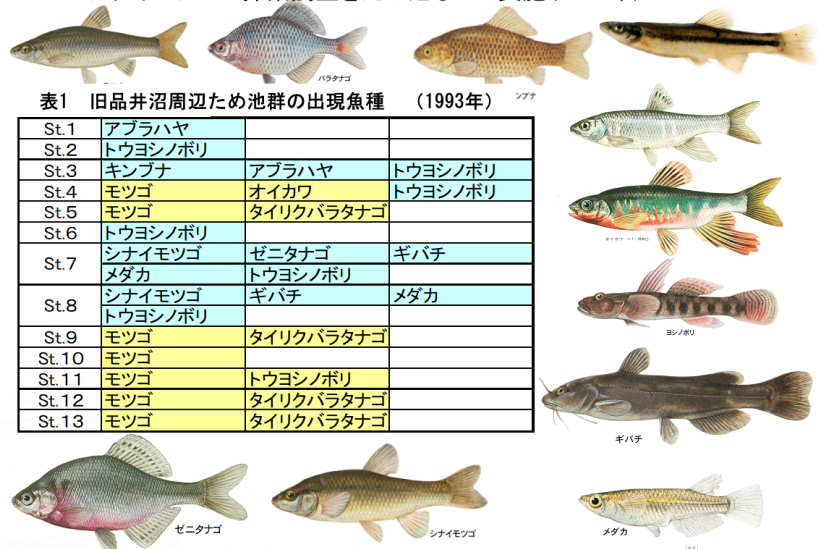 バラタナゴ
ンブナ
表1 旧品井沼周辺ため池群の出現魚種 (1993年)
St.1 アブラハヤ
St.2 トウヨシノボリ
St.3 キンブナ アブラハヤ トウヨシノボリ
St.4 モツゴ オイカワ トウヨシノボリ
St.5 モツゴ タイリクバラタナゴ
St.6 トウヨシノボリ
St.7 シナイモツゴ ゼニタナゴ ギバチ
メダカ トウヨシノボリ
St.8 シナイモツゴ ギバチ メダカ
トウヨシノボリ
St.9 モツゴ タイリクバラタナゴ
St.10 モツゴ
St.11 モツゴ トウヨシノボリ
St.12 モツゴ タイリクバラタナゴ
St.13 モツゴ タイリクバラタナゴ
オイカワ
ヨシノボリ
ギバチ
ゼニタナゴ
シナイモツゴ
メダカ